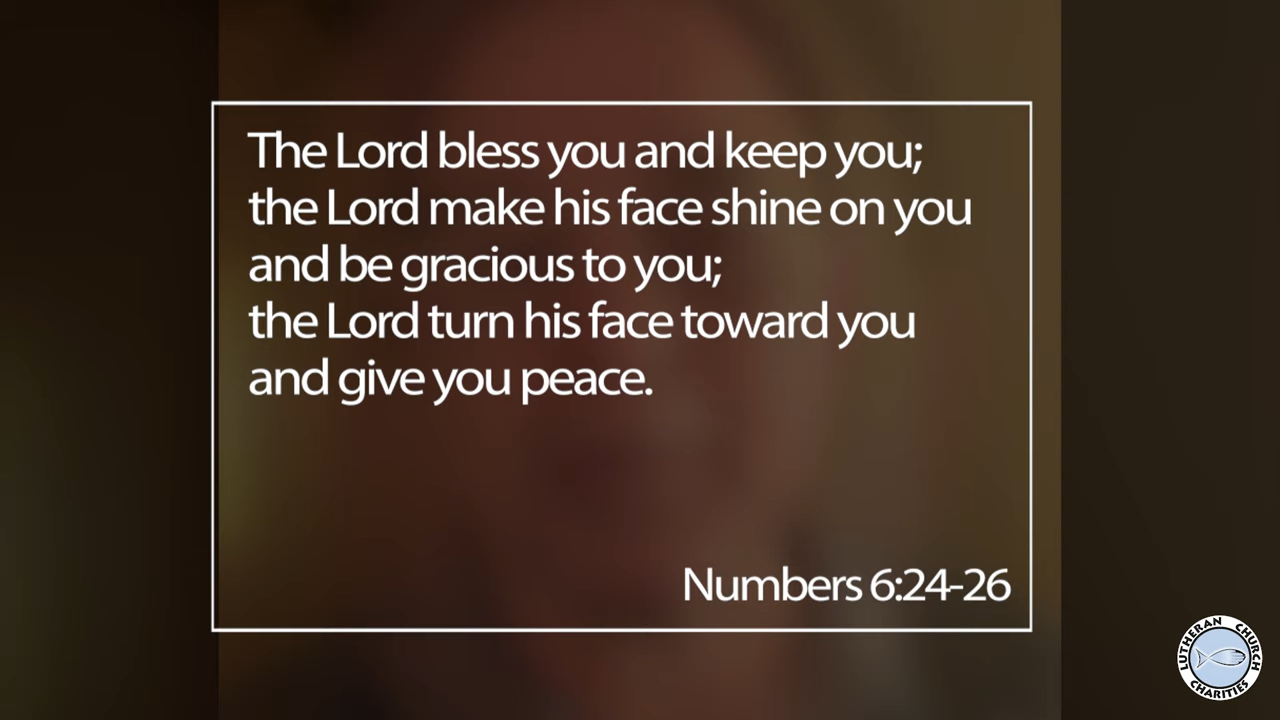 The Lord bless you and keep you;
the Lord make his face shine on you
and be gracious to you;
the Lord turn his face toward you
and give you peace.
Numbers 6:24-26
LUTHERAN CHURCH
CHARITIES